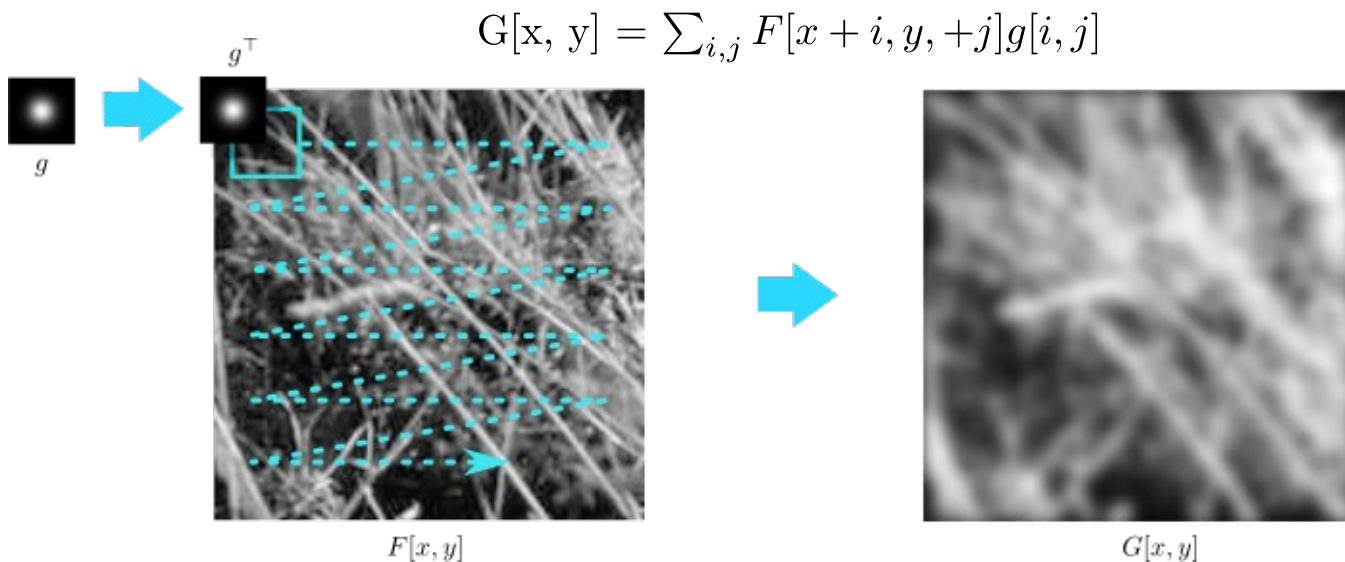 G[x, y] = ∑_{i,j} F[x + i, y, +j]g[i, j]
g^⊤
g
F[x, y]
G[x, y]